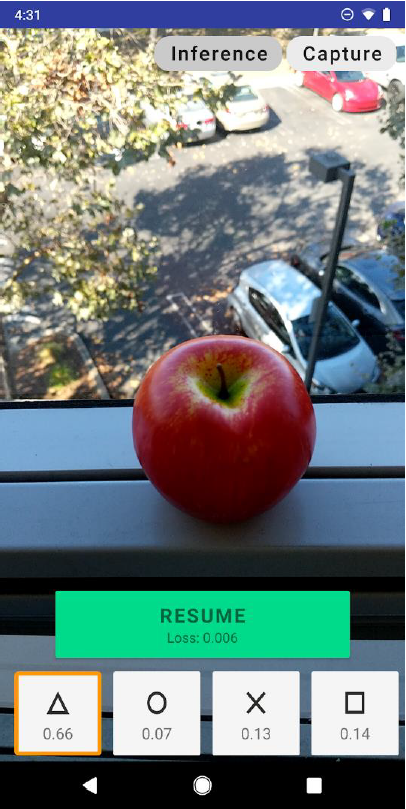 4:31
Inference Capture
RESUME
Loss: 0.006
0.66 0.07 0.13 0.14